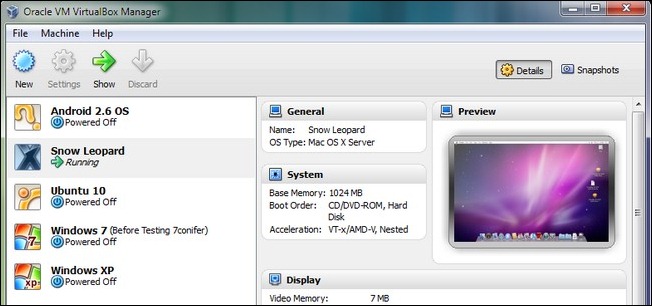 Oracle VM VirtualBox Manager
File Machine Help
New Settings Show Discard
Details Snapshots
Android 2.6 OS
Powered Off
Snow Leopard
Running
Ubuntu 10
Powered Off
Windows 7 (Before Testing 7conifer)
Powered Off
Windows XP
Powered Off
General
Name: Snow Leopard
OS Type: Mac OS X Server
System
Base Memory: 1024 MB
Boot Order: CD/DVD-ROM, Hard
Disk
Acceleration: VT-x/AMD-V, Nested
Display
Video Memory: 7 MB
Preview